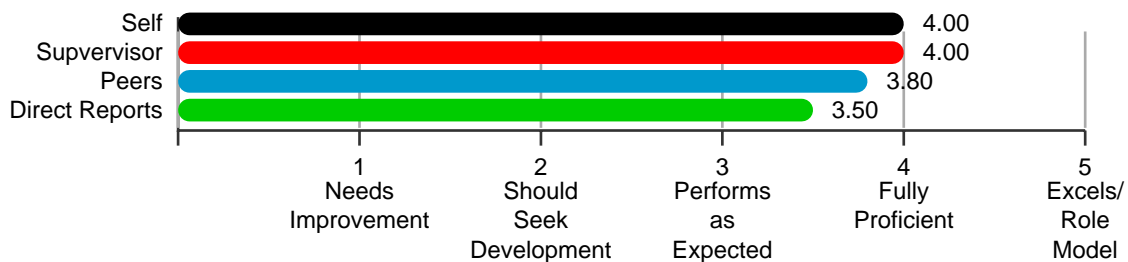 Self 4.00
Supvervisor 4.00
Peers 3.80
Direct Reports 3.50
1 2 3 4 5
Needs Should Performs Fully Excels/
Improvement Seek as Proficient Role
Development Expected Model